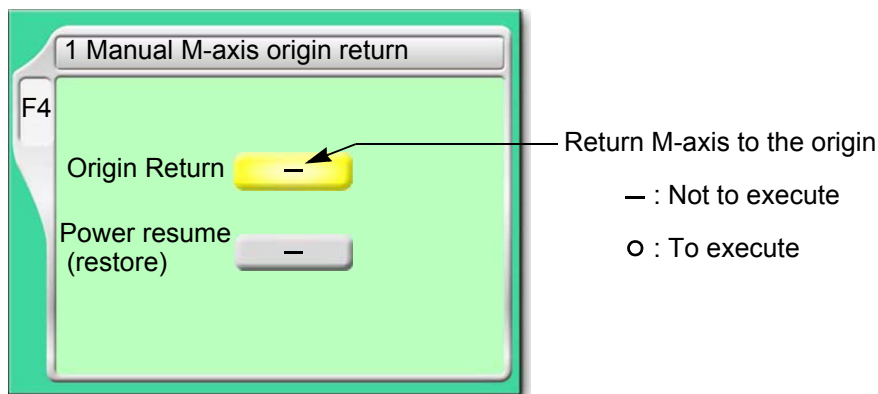 1 Manual M-axis origin return
F4
Origin Return –
Return M-axis to the origin
– : Not to execute
Power resume
(restore) –
o : To execute